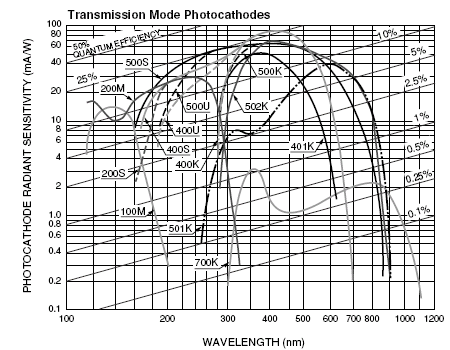 Transmission Mode Photocathodes
PHOTOCATHODE RADIANT SENSITIVITY (mA/W)
100
80
60
40
20
10
8
6
4
2
1.0
0.8
0.6
0.4
0.2
0.1
50%
QUANTUM EFFICIENCY
25%
10%
5%
2.5%
1%
0.5%
0.25%
0.1%
500S
200M
500K
500U
502K
400U
400S
400K
401K
200S
100M
501K
700K
100
200
300
400
500
600
700
800
1000
1200
WAVELENGTH (nm)